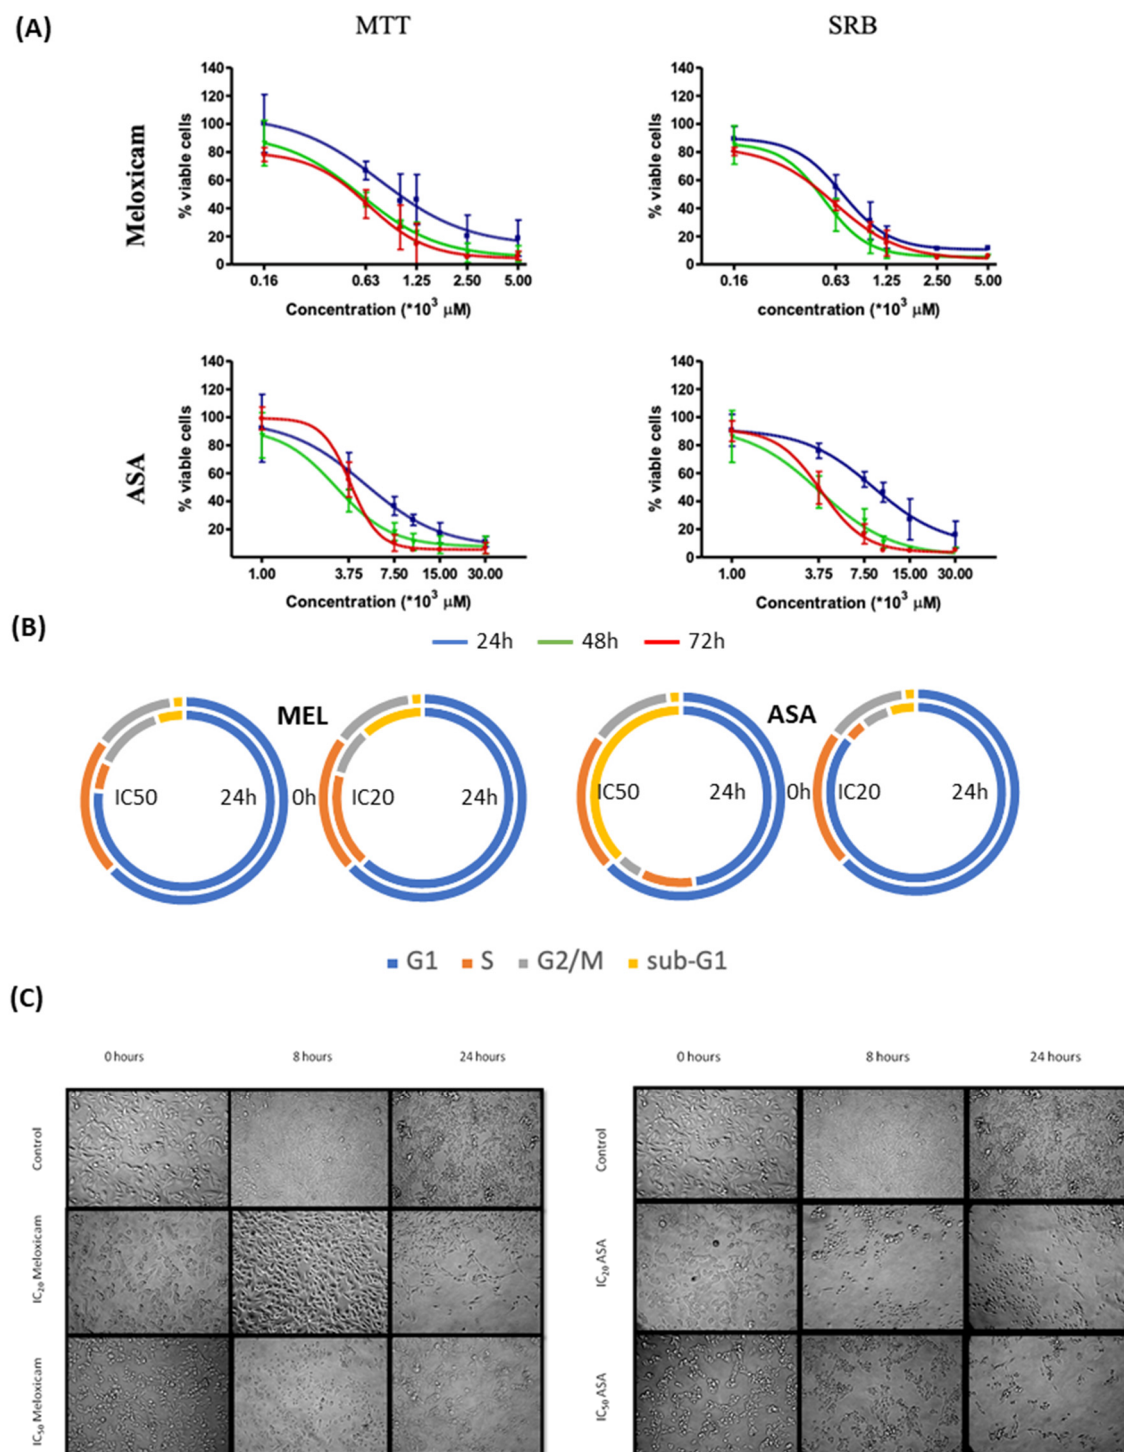 (A)
MTT
SRB
Meloxicam
% viable cells
140
120
100
80
60
40
20
0
0.16 0.63 1.25 2.50 5.00
Concentration (*10³ μM)
% viable cells
140
120
100
80
60
40
20
0
0.16 0.63 1.25 2.50 5.00
concentration (*10³ μM)
ASA
% viable cells
140
120
100
80
60
40
20
0
1.00 3.75 7.50 15.00 30.00
Concentration (*10³ μM)
% viable cells
140
120
100
80
60
40
20
0
1.00 3.75 7.50 15.00 30.00
Concentration (*10³ μM)
(B)
24h 48h 72h
MEL
ASA
IC50 24h 0h IC20 24h
IC50 24h 0h IC20 24h
G1 S G2/M sub-G1
(C)
0 hours 8 hours 24 hours
0 hours 8 hours 24 hours
Control
IC₂₀ Meloxicam
IC₅₀ Meloxicam
Control
IC₂₀ ASA
IC₅₀ ASA